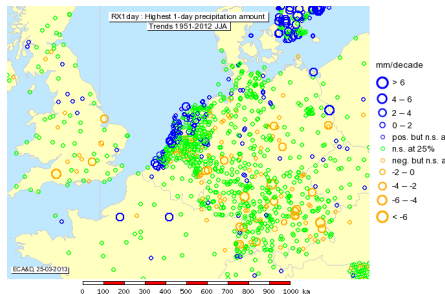 RX1day : Highest 1-day precipitation amount
Trends 1951-2012 JJA
mm/decade
> 6
4 – 6
2 – 4
0 – 2
pos. but n.s. a
n.s. at 25%
neg. but n.s. a
-2 – 0
-4 – -2
-6 – -4
< -6
ECA&D, 25-03-2013
0 100 200 300 400 500 600 700 800 900 1000 km